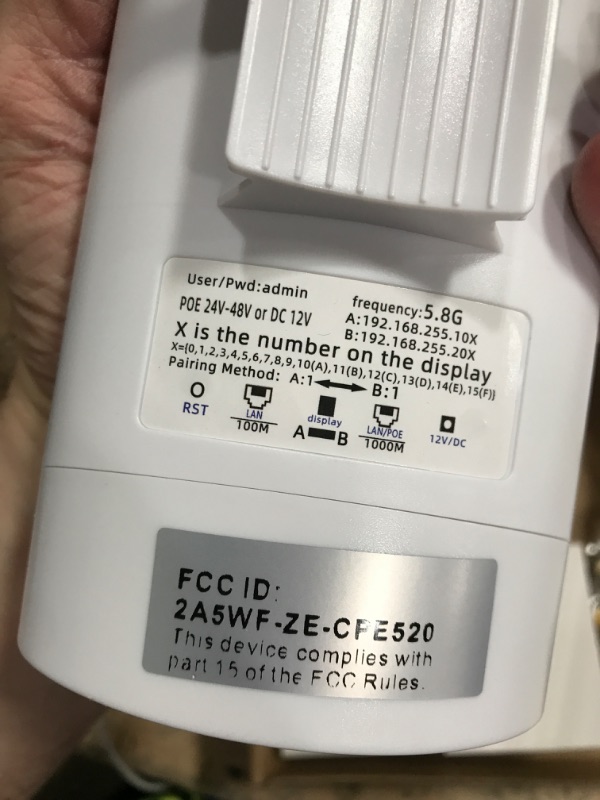 User/Pwd:admin
POE 24V-48V or DC 12V
frequency:5.8G
A:192.168.255.10X
B:192.168.255.20X
X is the number on the display
X={0,1,2,3,4,5,6,7,8,9,10(A),11(B),12(C),13(D),14(E),15(F)}
Pairing Method: A:1 B:1
RST
LAN
100M
display
A B
LAN/POE
1000M
12V/DC
FCC ID:
2A5WF-ZE-CPE520
This device complies with
part 15 of the FCC Rules.